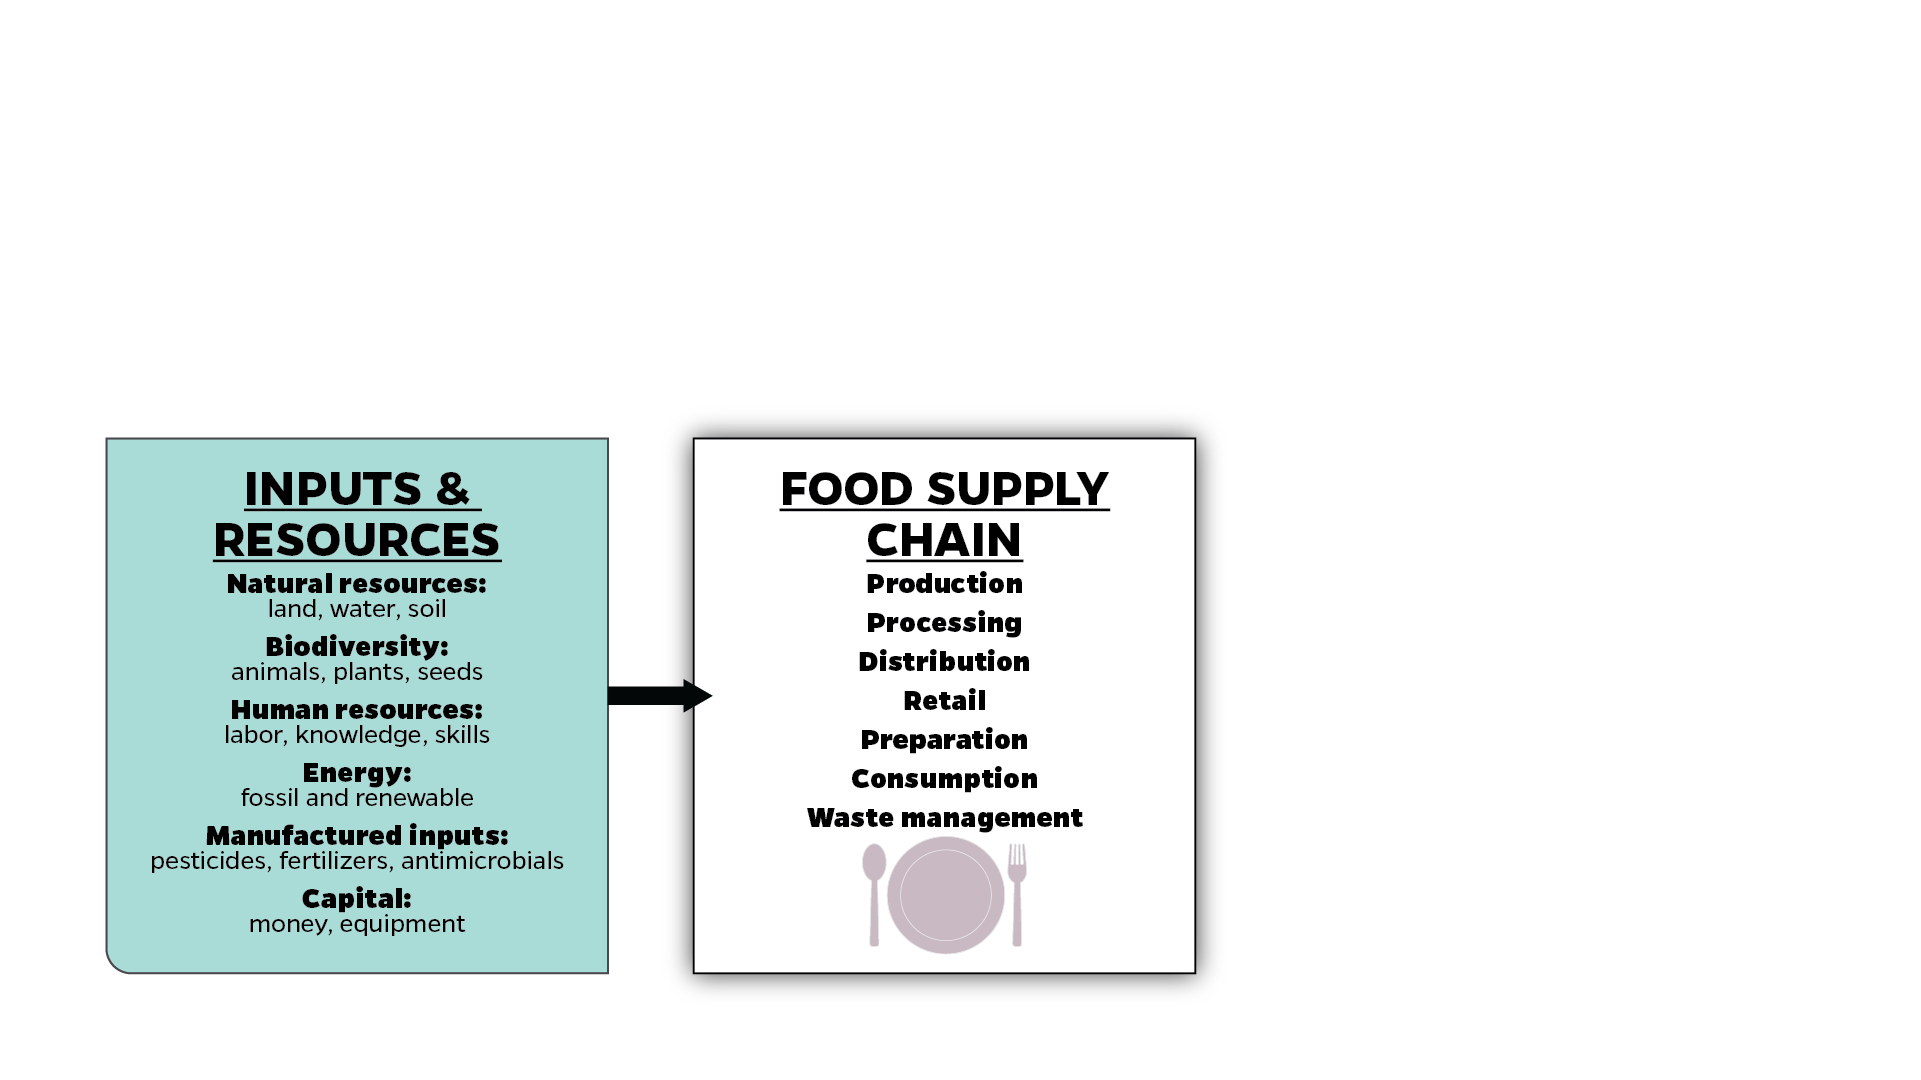 INPUTS &
RESOURCES
Natural resources:
land, water, soil
Biodiversity:
animals, plants, seeds
Human resources:
labor, knowledge, skills
Energy:
fossil and renewable
Manufactured inputs:
pesticides, fertilizers, antimicrobials
Capital:
money, equipment
FOOD SUPPLY
CHAIN
Production
Processing
Distribution
Retail
Preparation
Consumption
Waste management